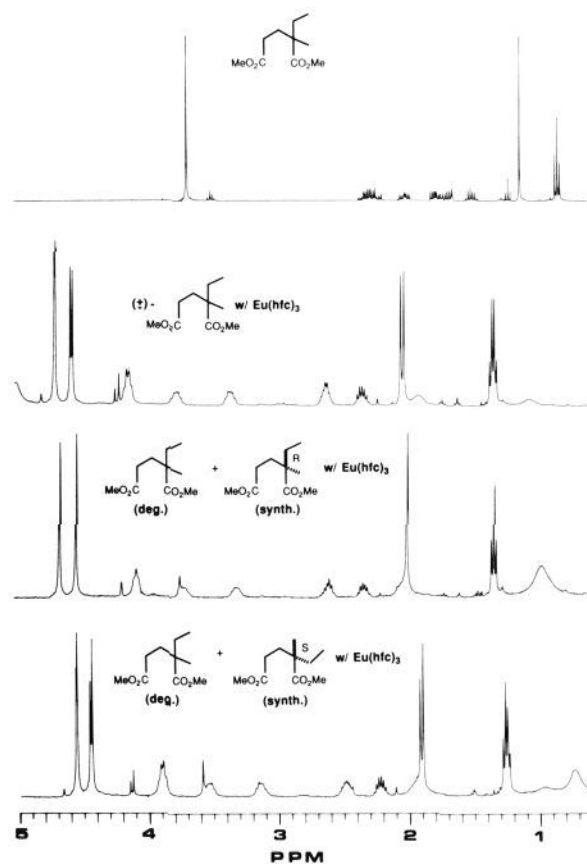 MeO₂C CO₂Me
(±)- w/ Eu(hfc)₃
MeO₂C CO₂Me
R
+ w/ Eu(hfc)₃
MeO₂C CO₂Me MeO₂C CO₂Me
(deg.) (synth.)
S
+ w/ Eu(hfc)₃
MeO₂C CO₂Me MeO₂C CO₂Me
(deg.) (synth.)
5 4 3 2 1
PPM